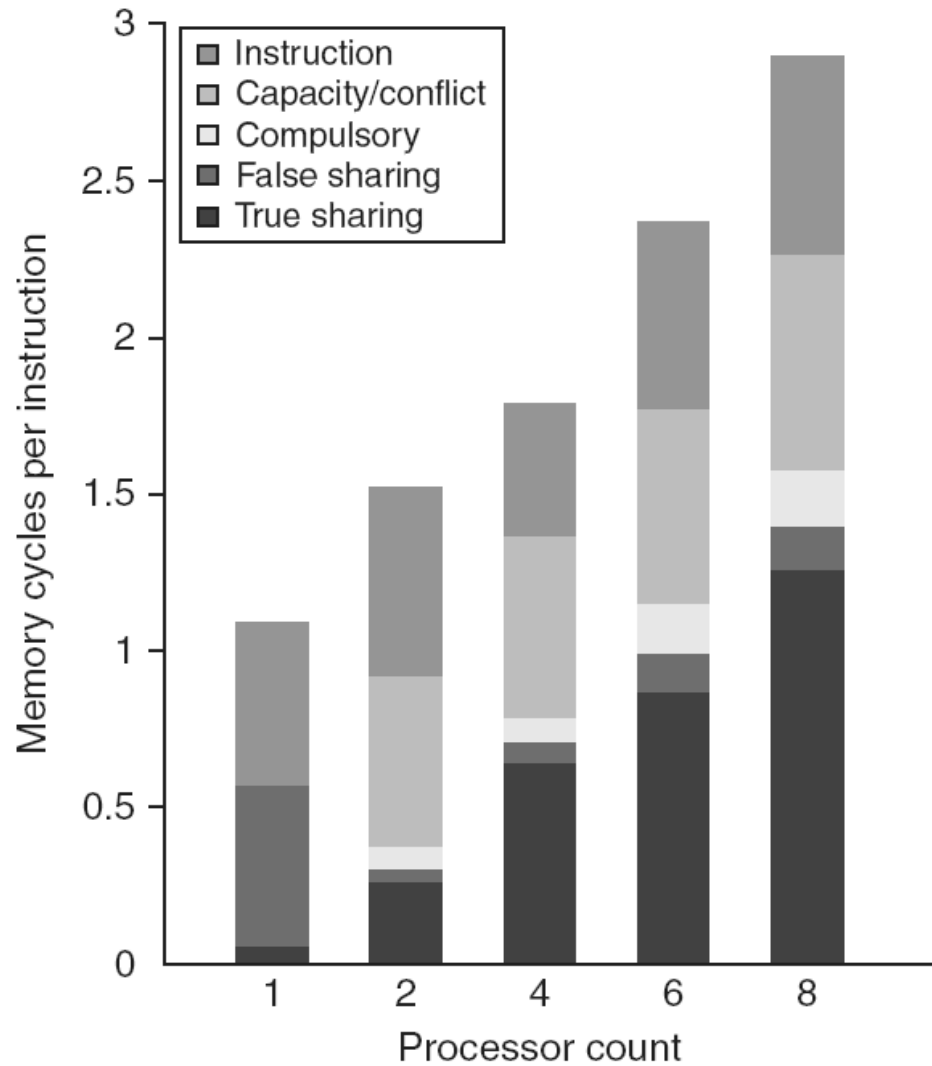 3
Instruction
Capacity/conflict
Compulsory
False sharing
True sharing
2.5
2
1.5
1
0.5
0
Memory cycles per instruction
1 2 4 6 8
Processor count